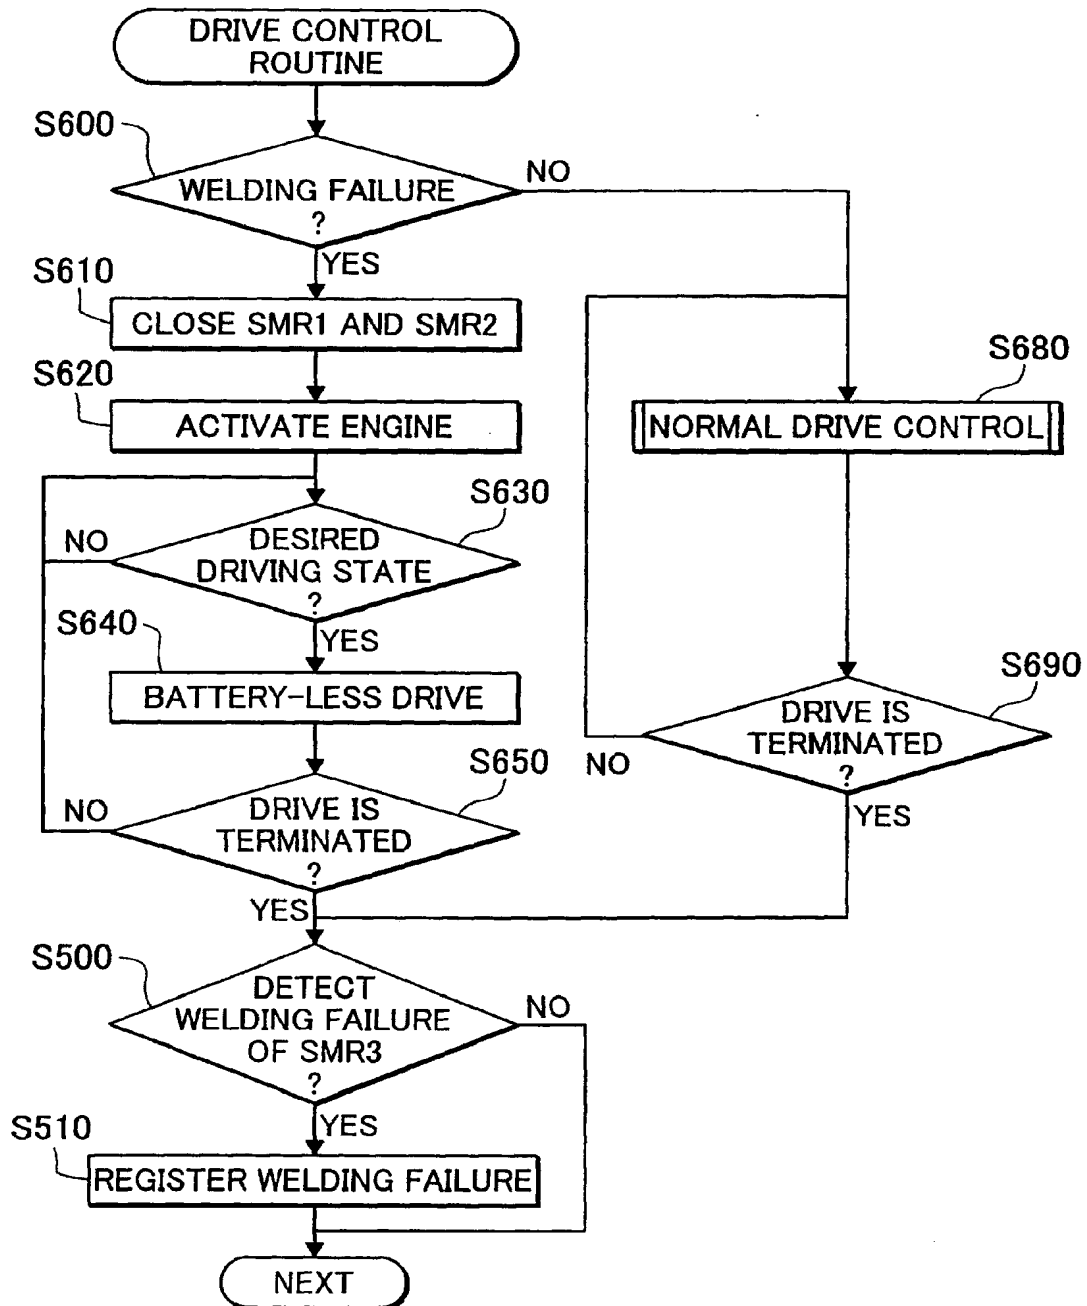 DRIVE CONTROL
ROUTINE
S600
WELDING FAILURE
?
NO
YES
S610
CLOSE SMR1 AND SMR2
S620
ACTIVATE ENGINE
S680
NORMAL DRIVE CONTROL
S630
DESIRED
DRIVING STATE
?
NO
YES
S640
BATTERY-LESS DRIVE
S690
DRIVE IS
TERMINATED
?
NO
YES
S650
DRIVE IS
TERMINATED
?
NO
YES
S500
DETECT
WELDING FAILURE
OF SMR3
?
NO
YES
S510
REGISTER WELDING FAILURE
NEXT